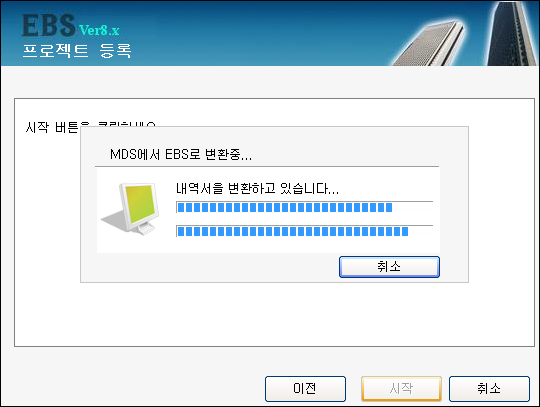 EBS Ver8.x
프로젝트 등록
시작 버튼을
MDS에서 EBS로 변환중...
내역서을 변환하고 있습니다...
취소
이전
시작
취소